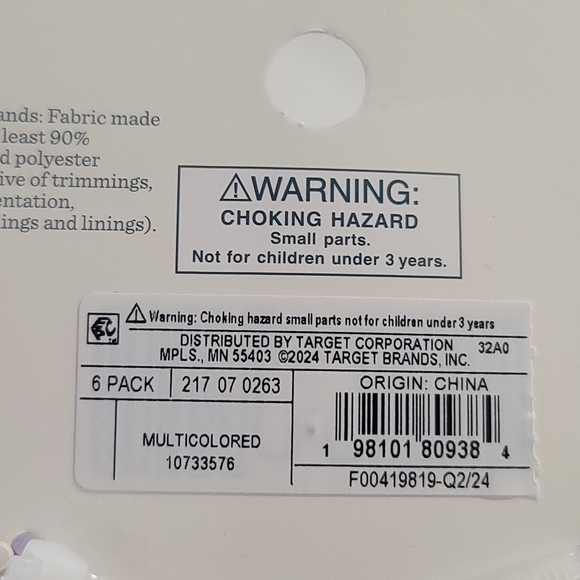 ands: Fabric made
least 90%
d polyester
ive of trimmings,
entation,
ings and linings).
⚠WARNING:
CHOKING HAZARD
Small parts.
Not for children under 3 years.
⚠ Warning: Choking hazard small parts not for children under 3 years
DISTRIBUTED BY TARGET CORPORATION 32A0
MPLS., MN 55403 ©2024 TARGET BRANDS, INC.
6 PACK 217 07 0263
ORIGIN: CHINA
MULTICOLORED
10733576
1 98101 80938 4
F00419819-Q2/24